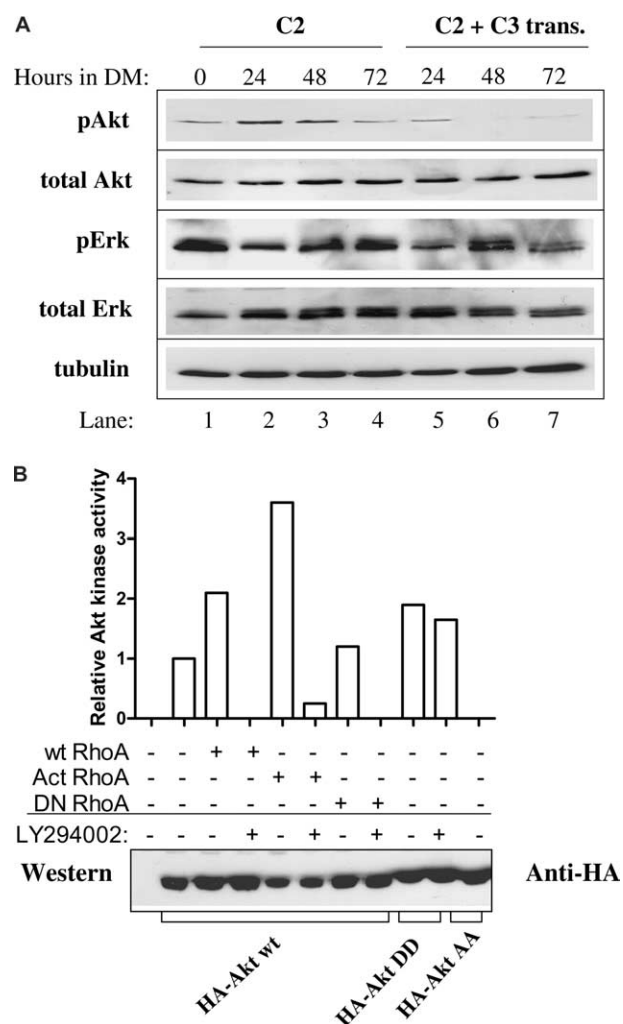 A
C2 C2 + C3 trans.
Hours in DM: 0 24 48 72 24 48 72
pAkt
total Akt
pErk
total Erk
tubulin
Lane: 1 2 3 4 5 6 7
B
Relative Akt kinase activity
4
3
2
1
0
wt RhoA - - + + - - - - - - -
Act RhoA - - - - + + - - - - -
DN RhoA - - - - - - + + - - -
LY294002: - - - + - + - + - + -
Western Anti-HA
HA-Akt wt HA-Akt DD HA-Akt AA